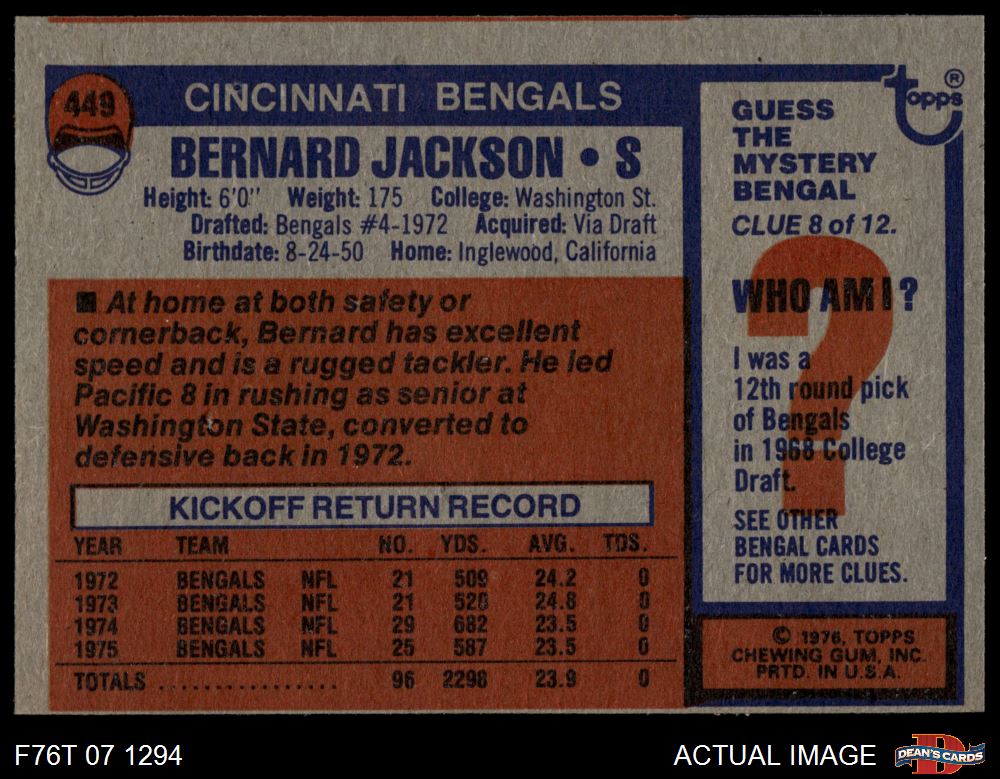 449
CINCINNATI BENGALS
BERNARD JACKSON • S
Height: 6'0" Weight: 175 College: Washington St.
Drafted: Bengals #4-1972 Acquired: Via Draft
Birthdate: 8-24-50 Home: Inglewood, California
■ At home at both safety or
cornerback, Bernard has excellent
speed and is a rugged tackler. He led
Pacific 8 in rushing as senior at
Washington State, converted to
defensive back in 1972.
KICKOFF RETURN RECORD
YEAR TEAM NO. YDS. AVG. TDS.
1972 BENGALS NFL 21 509 24.2 0
1973 BENGALS NFL 21 520 24.8 0
1974 BENGALS NFL 29 682 23.5 0
1975 BENGALS NFL 25 587 23.5 0
TOTALS ................ 96 2298 23.9 0
topps ®
GUESS
THE
MYSTERY
BENGAL
CLUE 8 of 12.
?
WHO AM I?
I was a
12th round pick
of Bengals
in 1968 College
Draft.
SEE OTHER
BENGAL CARDS
FOR MORE CLUES.
© 1976, TOPPS
CHEWING GUM, INC.
PRTD. IN U.S.A.
F76T 07 1294
ACTUAL IMAGE
D
DEAN'S CARDS